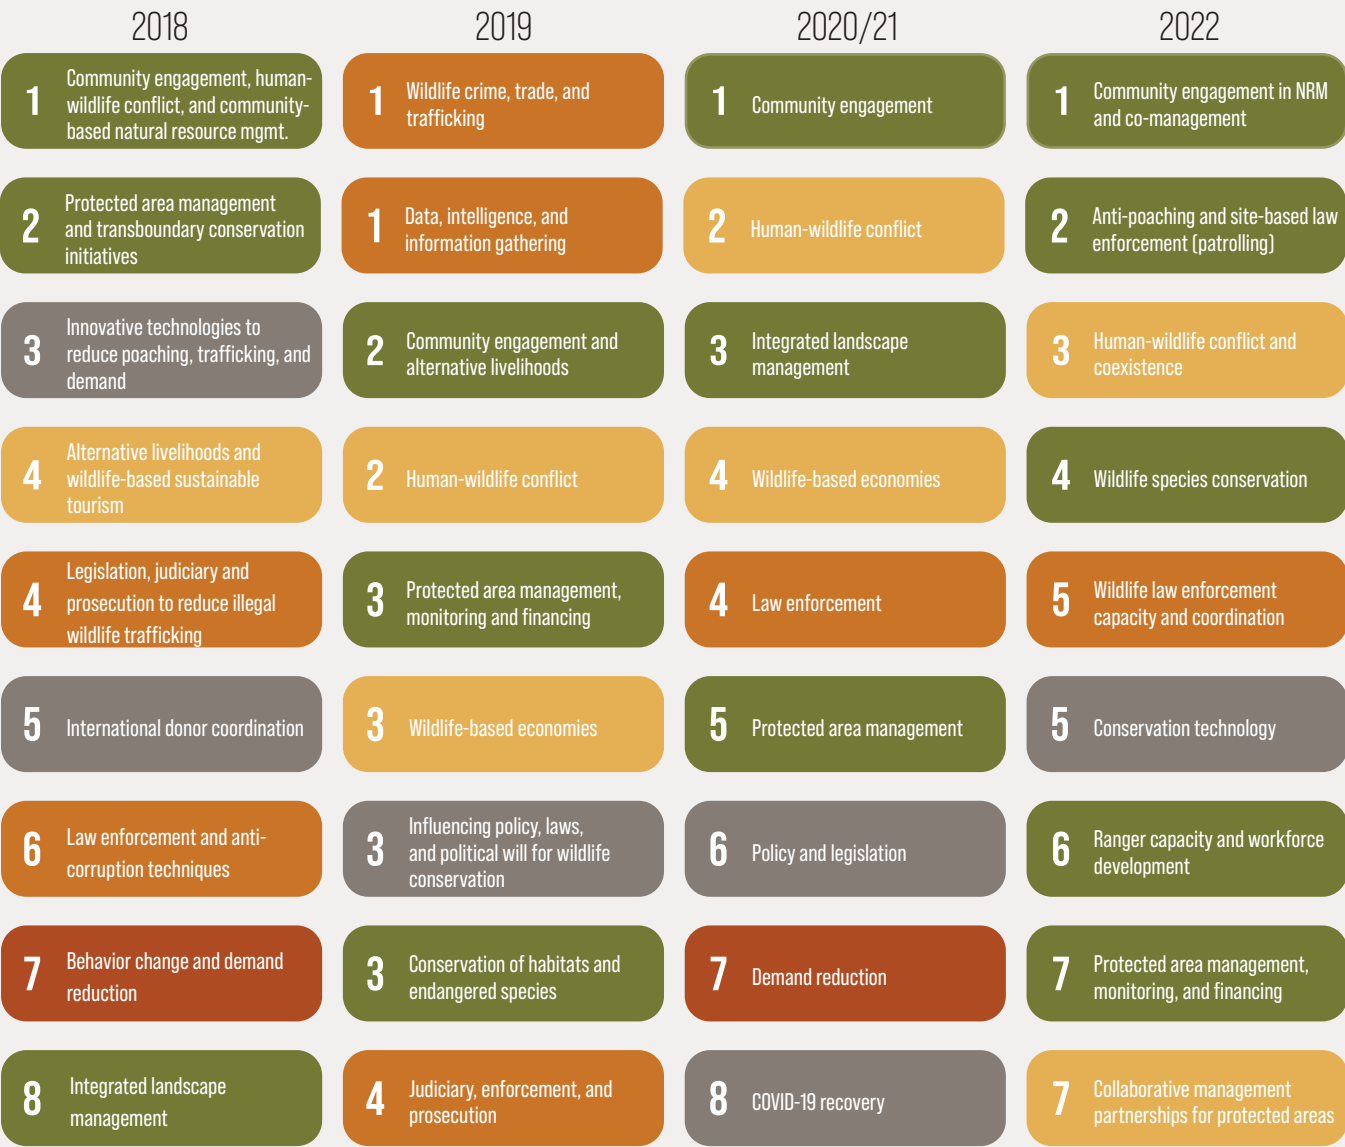 2018
2019
2020/21
2022
1
Community engagement, human-
wildlife conflict, and community-
based natural resource mgmt.
1
Wildlife crime, trade, and
trafficking
1
Community engagement
1
Community engagement in NRM
and co-management
2
Protected area management
and transboundary conservation
initiatives
1
Data, intelligence, and
information gathering
2
Human-wildlife conflict
2
Anti-poaching and site-based law
enforcement (patrolling)
3
Innovative technologies to
reduce poaching, trafficking, and
demand
2
Community engagement and
alternative livelihoods
3
Integrated landscape
management
3
Human-wildlife conflict and
coexistence
4
Alternative livelihoods and
wildlife-based sustainable
tourism
2
Human-wildlife conflict
4
Wildlife-based economies
4
Wildlife species conservation
4
Legislation, judiciary and
prosecution to reduce illegal
wildlife trafficking
3
Protected area management,
monitoring and financing
4
Law enforcement
5
Wildlife law enforcement
capacity and coordination
5
International donor coordination
3
Wildlife-based economies
5
Protected area management
5
Conservation technology
6
Law enforcement and anti-
corruption techniques
3
Influencing policy, laws,
and political will for wildlife
conservation
6
Policy and legislation
6
Ranger capacity and workforce
development
7
Behavior change and demand
reduction
3
Conservation of habitats and
endangered species
7
Demand reduction
7
Protected area management,
monitoring, and financing
8
Integrated landscape
management
4
Judiciary, enforcement, and
prosecution
8
COVID-19 recovery
7
Collaborative management
partnerships for protected areas